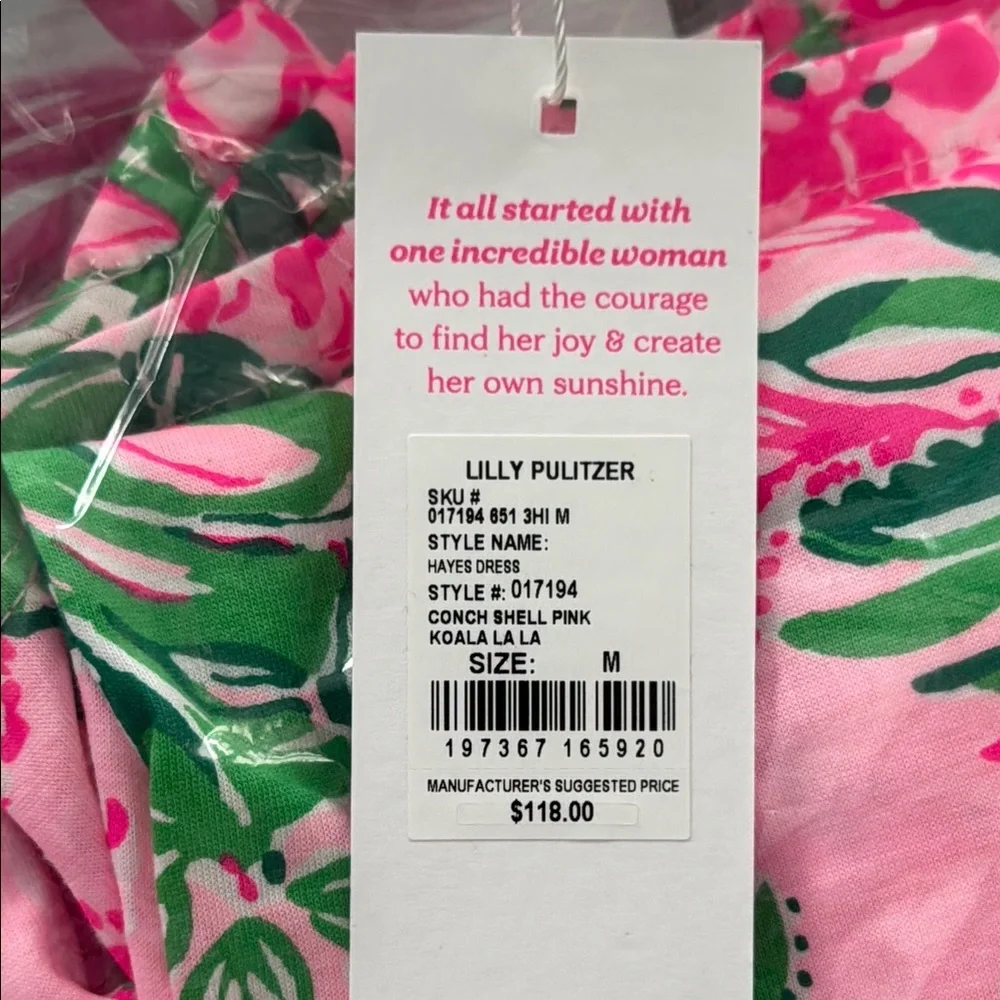 It all started with
one incredible woman
who had the courage
to find her joy & create
her own sunshine.
LILLY PULITZER
SKU #
017194 651 3HI M
STYLE NAME:
HAYES DRESS
STYLE #: 017194
CONCH SHELL PINK
KOALA LA LA
SIZE: M
197367 165920
MANUFACTURER'S SUGGESTED PRICE
$118.00